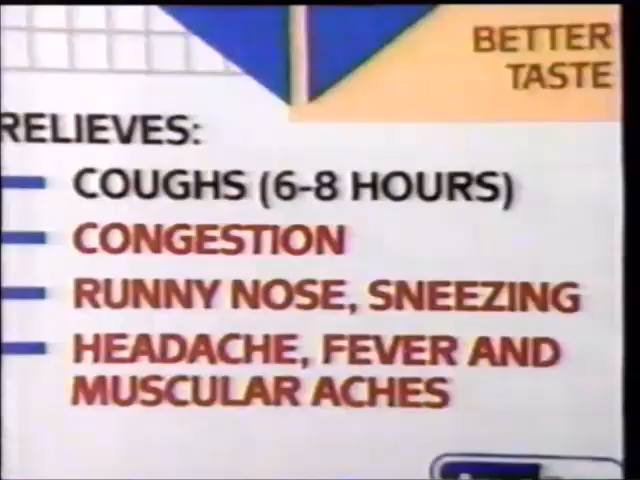 BETTER
TASTE
RELIEVES:
COUGHS (6-8 HOURS)
CONGESTION
RUNNY NOSE, SNEEZING
HEADACHE, FEVER AND
MUSCULAR ACHES